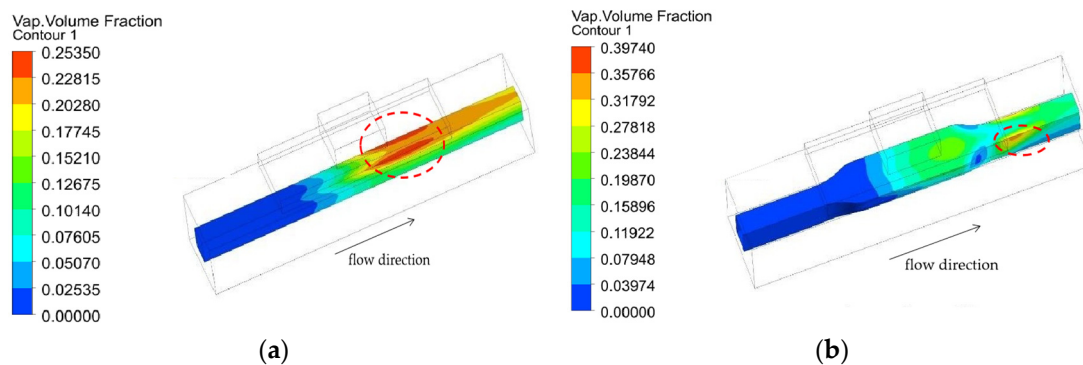 Vap.Volume Fraction
Contour 1
0.25350
0.22815
0.20280
0.17745
0.15210
0.12675
0.10140
0.07605
0.05070
0.02535
0.00000
flow direction
(a)
Vap.Volume Fraction
Contour 1
0.39740
0.35766
0.31792
0.27818
0.23844
0.19870
0.15896
0.11922
0.07948
0.03974
0.00000
flow direction
(b)